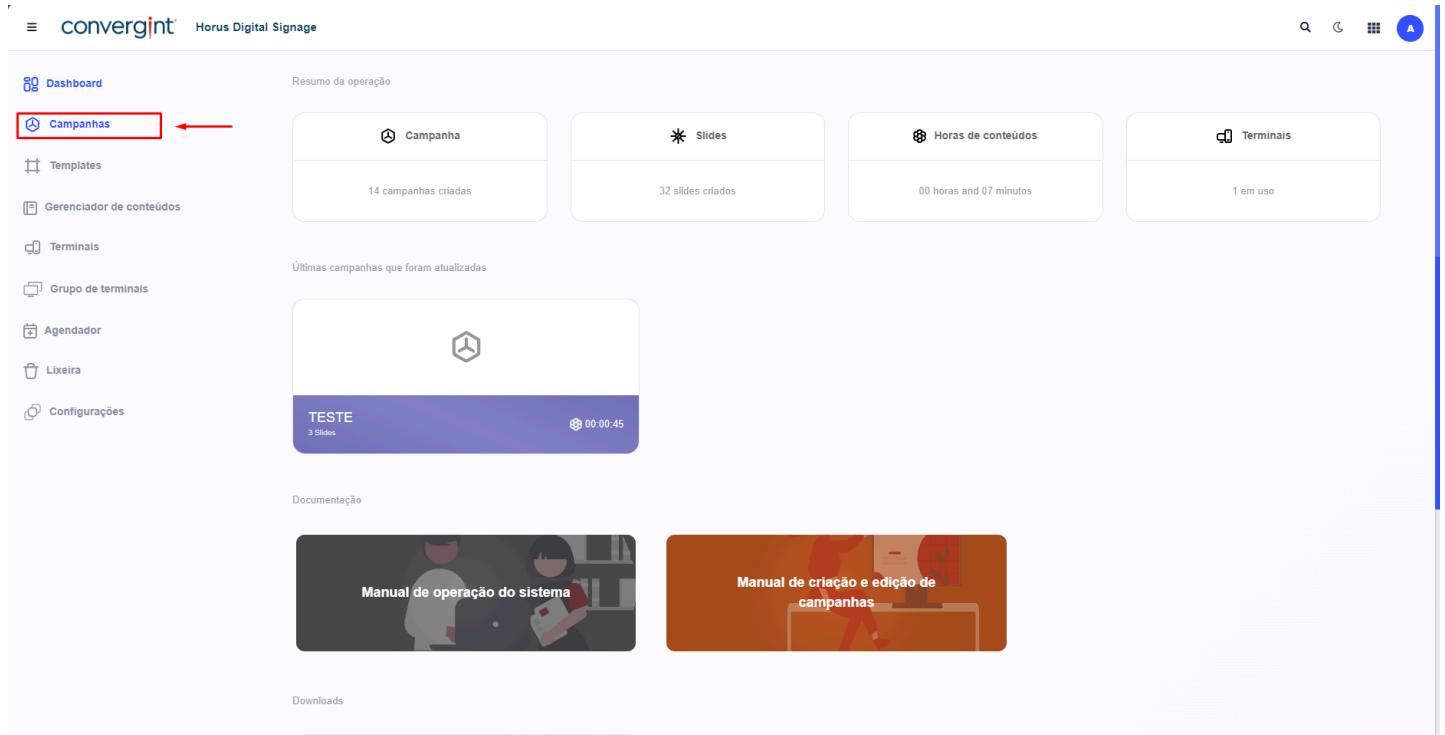 convergint Horus Digital Signage
A
Dashboard
Campanhas
Templates
Gerenciador de conteúdos
Terminais
Grupo de terminais
Agendador
Lixeira
Configurações
Resumo da operação
Campanha
14 campanhas criadas
Slides
32 slides criados
Horas de conteúdos
00 horas and 07 minutos
Terminais
1 em uso
Últimas campanhas que foram atualizadas
TESTE
3 Slides
00:00:45
Documentação
Manual de operação do sistema
Manual de criação e edição de
campanhas
Downloads